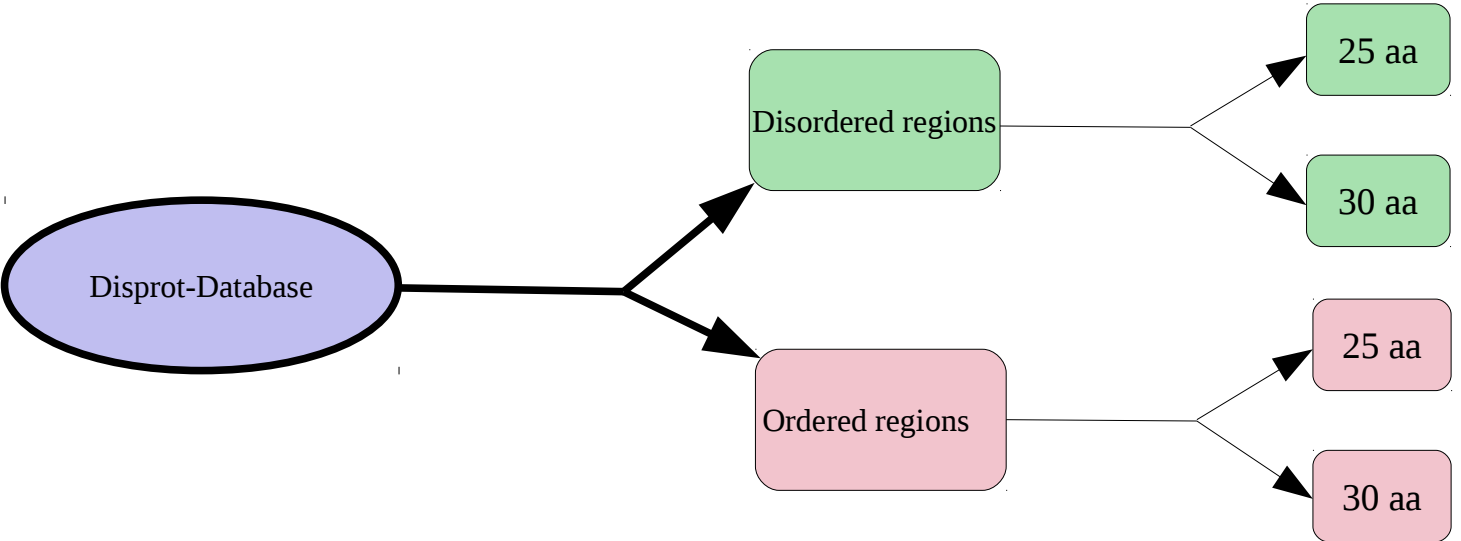 Disprot-Database
Disordered regions
25 aa
30 aa
Ordered regions
25 aa
30 aa